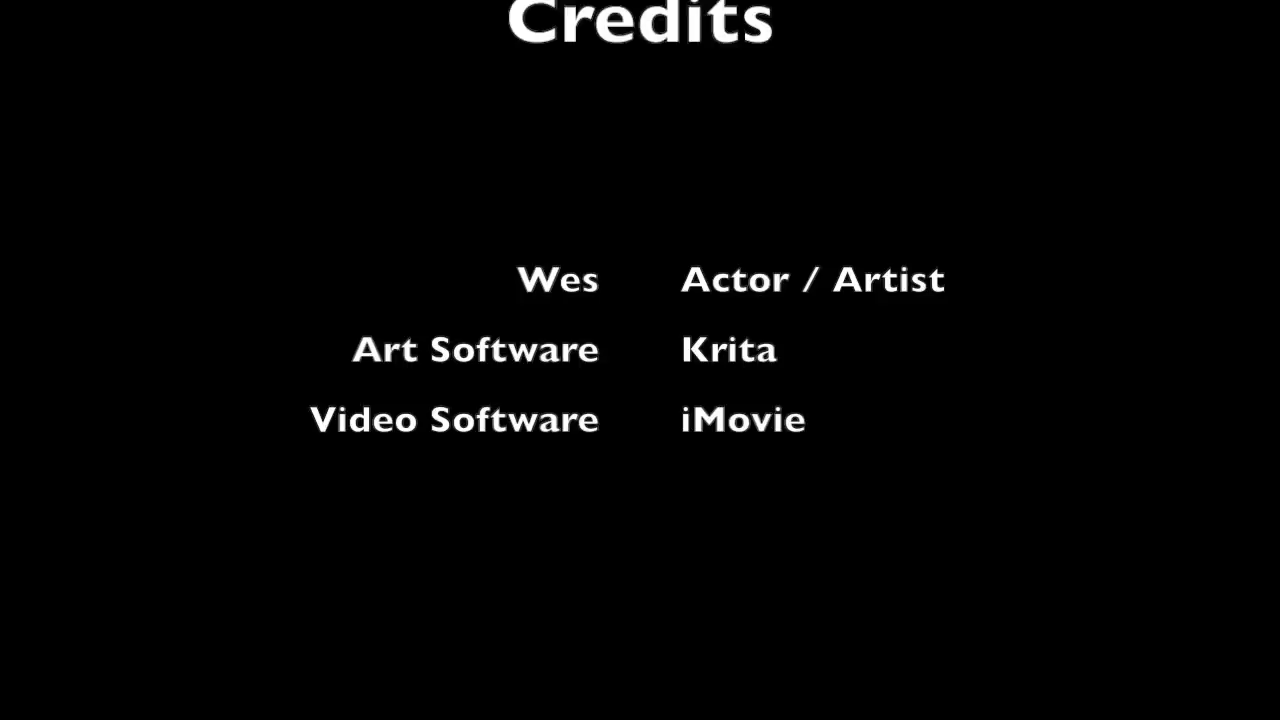 Credits
Wes Actor / Artist
Art Software Krita
Video Software iMovie